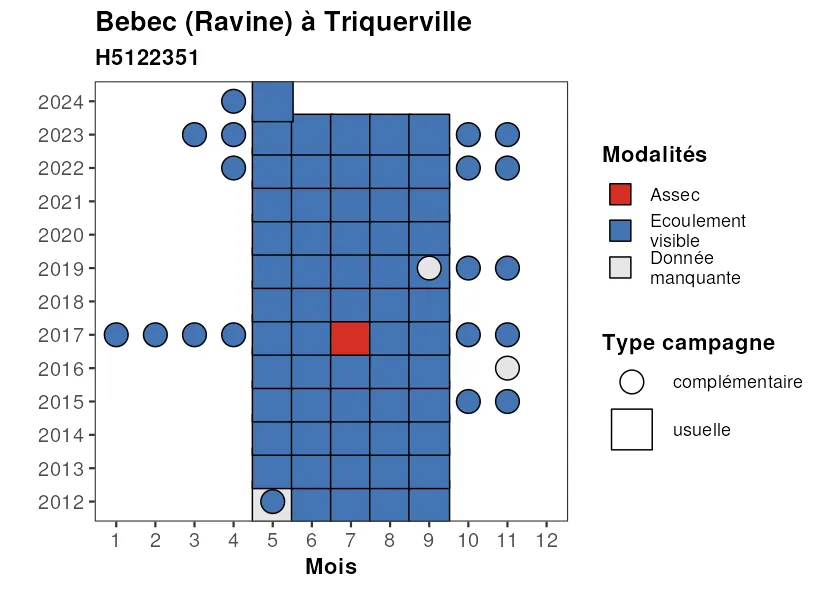 Bebec (Ravine) à Triquerville
H5122351
2024
2023
2022
2021
2020
2019
2018
2017
2016
2015
2014
2013
2012
1 2 3 4 5 6 7 8 9 10 11 12
Mois
Modalités
Assec
Ecoulement
visible
Donnée
manquante
Type campagne
complémentaire
usuelle